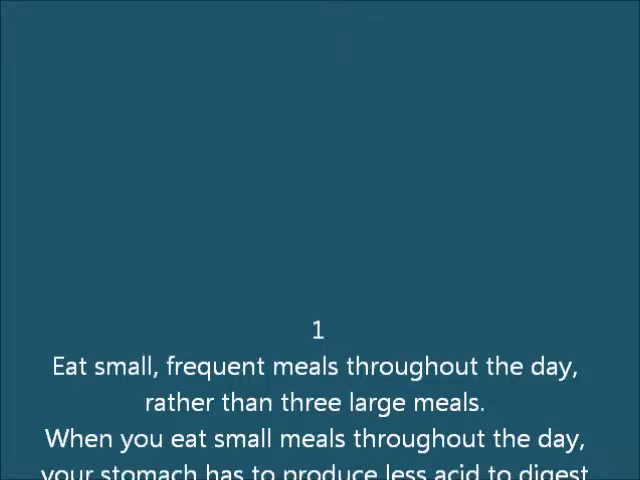 1
Eat small, frequent meals throughout the day,
rather than three large meals.
When you eat small meals throughout the day,
your stomach has to produce less acid to digest